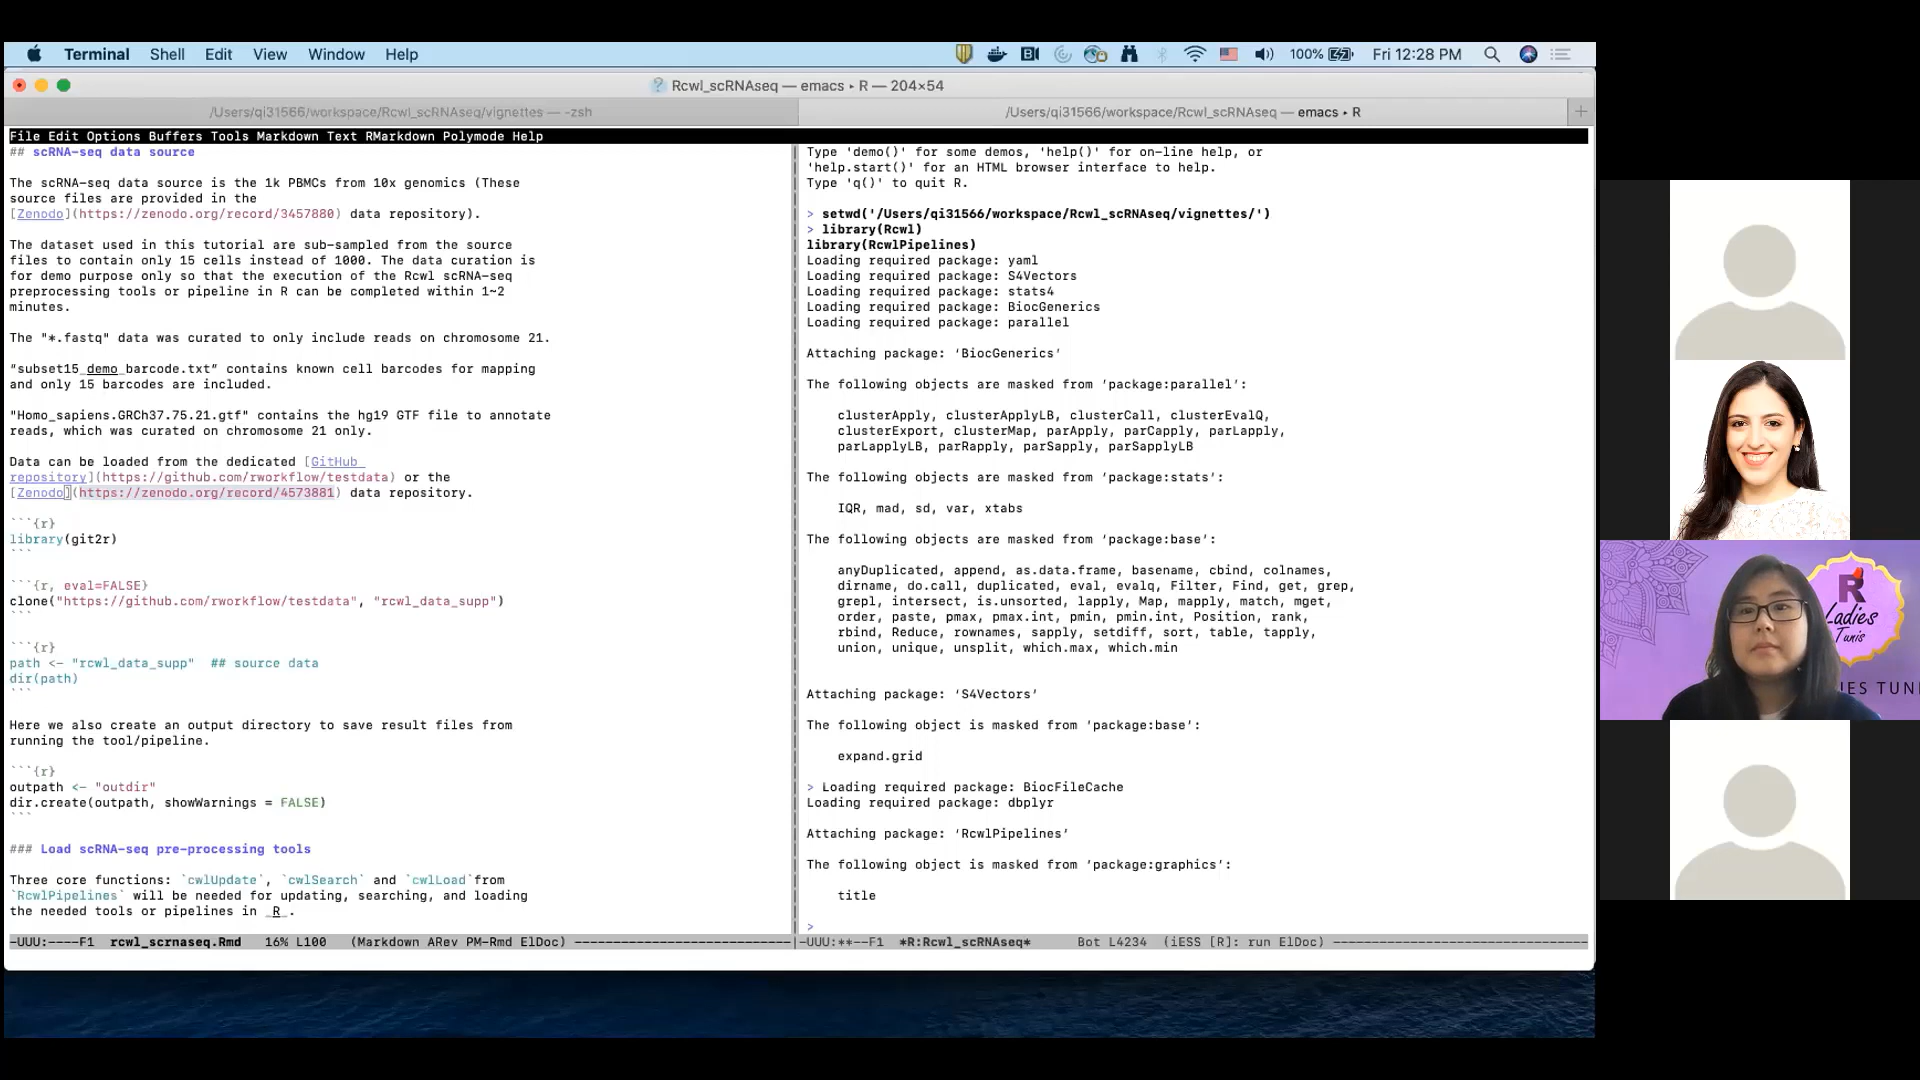 Terminal Shell Edit View Window Help 100% Fri 12:28 PM
Rcwl_scRNAseq — emacs ▸ R — 204×54
/Users/qi31566/workspace/Rcwl_scRNAseq/vignettes — -zsh
/Users/qi31566/workspace/Rcwl_scRNAseq — emacs ▸ R
File Edit Options Buffers Tools Markdown Text RMarkdown Polymode Help
## scRNA-seq data source
The scRNA-seq data source is the 1k PBMCs from 10x genomics (These
source files are provided in the
[Zenodo](https://zenodo.org/record/3457880) data repository).
The dataset used in this tutorial are sub-sampled from the source
files to contain only 15 cells instead of 1000. The data curation is
for demo purpose only so that the execution of the Rcwl scRNA-seq
preprocessing tools or pipeline in R can be completed within 1~2
minutes.
The "*.fastq" data was curated to only include reads on chromosome 21.
"subset15_demo_barcode.txt" contains known cell barcodes for mapping
and only 15 barcodes are included.
"Homo_sapiens.GRCh37.75.21.gtf" contains the hg19 GTF file to annotate
reads, which was curated on chromosome 21 only.
Data can be loaded from the dedicated [GitHub
repository](https://github.com/rworkflow/testdata) or the
[Zenodo](https://zenodo.org/record/4573881) data repository.
```{r}
library(git2r)
```
```{r, eval=FALSE}
clone("https://github.com/rworkflow/testdata", "rcwl_data_supp")
```
```{r}
path <- "rcwl_data_supp"  ## source data
dir(path)
```
Here we also create an output directory to save result files from
running the tool/pipeline.
```{r}
outpath <- "outdir"
dir.create(outpath, showWarnings = FALSE)
```
### Load scRNA-seq pre-processing tools
Three core functions: `cwlUpdate`, `cwlSearch` and `cwlLoad`from
`RcwlPipelines` will be needed for updating, searching, and loading
the needed tools or pipelines in _R_.
-UUU:----F1  rcwl_scrnaseq.Rmd   16% L100   (Markdown ARev PM-Rmd ElDoc)
Type 'demo()' for some demos, 'help()' for on-line help, or
'help.start()' for an HTML browser interface to help.
Type 'q()' to quit R.
> setwd('/Users/qi31566/workspace/Rcwl_scRNAseq/vignettes/')
> library(Rcwl)
library(RcwlPipelines)
Loading required package: yaml
Loading required package: S4Vectors
Loading required package: stats4
Loading required package: BiocGenerics
Loading required package: parallel
Attaching package: ‘BiocGenerics’
The following objects are masked from ‘package:parallel’:
clusterApply, clusterApplyLB, clusterCall, clusterEvalQ,
clusterExport, clusterMap, parApply, parCapply, parLapply,
parLapplyLB, parRapply, parSapply, parSapplyLB
The following objects are masked from ‘package:stats’:
IQR, mad, sd, var, xtabs
The following objects are masked from ‘package:base’:
anyDuplicated, append, as.data.frame, basename, cbind, colnames,
dirname, do.call, duplicated, eval, evalq, Filter, Find, get, grep,
grepl, intersect, is.unsorted, lapply, Map, mapply, match, mget,
order, paste, pmax, pmax.int, pmin, pmin.int, Position, rank,
rbind, Reduce, rownames, sapply, setdiff, sort, table, tapply,
union, unique, unsplit, which.max, which.min
Attaching package: ‘S4Vectors’
The following object is masked from ‘package:base’:
expand.grid
> Loading required package: BiocFileCache
Loading required package: dbplyr
Attaching package: ‘RcwlPipelines’
The following object is masked from ‘package:graphics’:
title
>
-UUU:**--F1  *R:Rcwl_scRNAseq*      Bot L4234  (iESS [R]: run ElDoc)
R
Ladies
Tunis
IES TUN